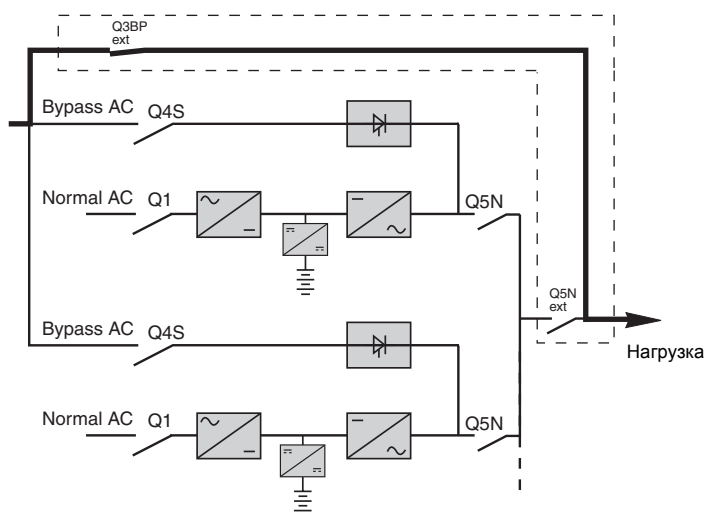 Q3BP
ext
Bypass AC Q4S
Normal AC Q1 Q5N
Q5N
ext
Bypass AC Q4S
Нагрузка
Normal AC Q1 Q5N